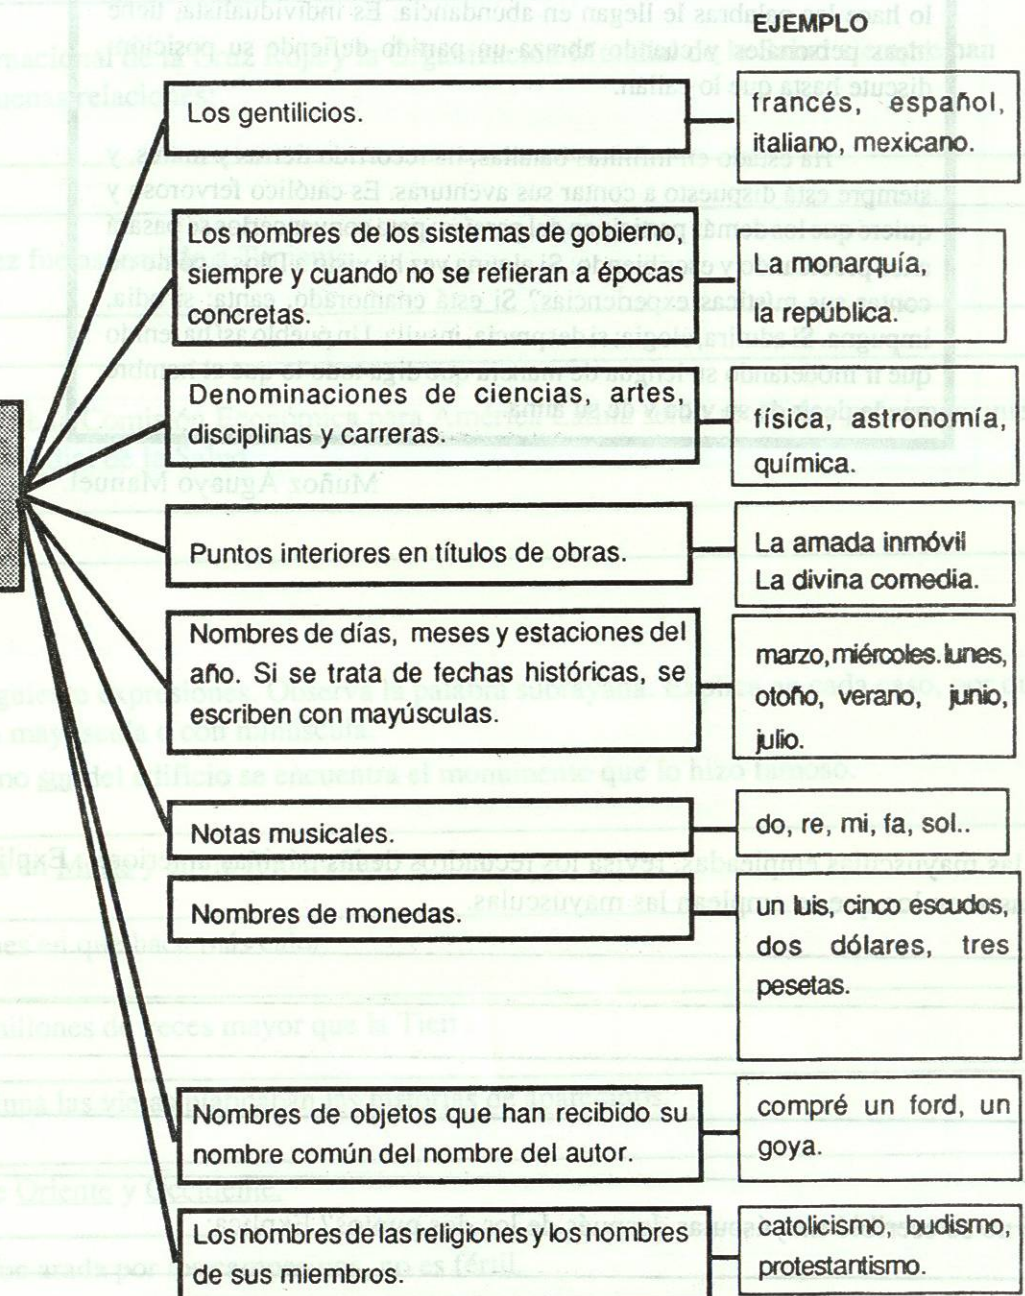 EJEMPLO
Los gentilicios.
francés, español,
italiano, mexicano.
Los nombres de los sistemas de gobierno,
siempre y cuando no se refieran a épocas
concretas.
La monarquía,
la república.
Denominaciones de ciencias, artes,
disciplinas y carreras.
física, astronomía,
química.
Puntos interiores en títulos de obras.
La amada inmóvil
La divina comedia.
Nombres de días, meses y estaciones del
año. Si se trata de fechas históricas, se
escriben con mayúsculas.
marzo, miércoles. lunes,
otoño, verano, junio,
julio.
Notas musicales.
do, re, mi, fa, sol..
Nombres de monedas.
un luis, cinco escudos,
dos dólares, tres
pesetas.
Nombres de objetos que han recibido su
nombre común del nombre del autor.
compré un ford, un
goya.
Los nombres de las religiones y los nombres
de sus miembros.
catolicismo, budismo,
protestantismo.